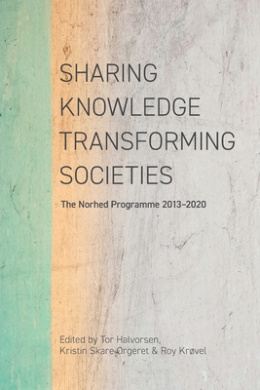 SHARING
KNOWLEDGE
TRANSFORMING
SOCIETIES
The Norhed Programme 2013–2020
Edited by Tor Halvorsen,
Kristin Skare Orgeret & Roy Krøvel